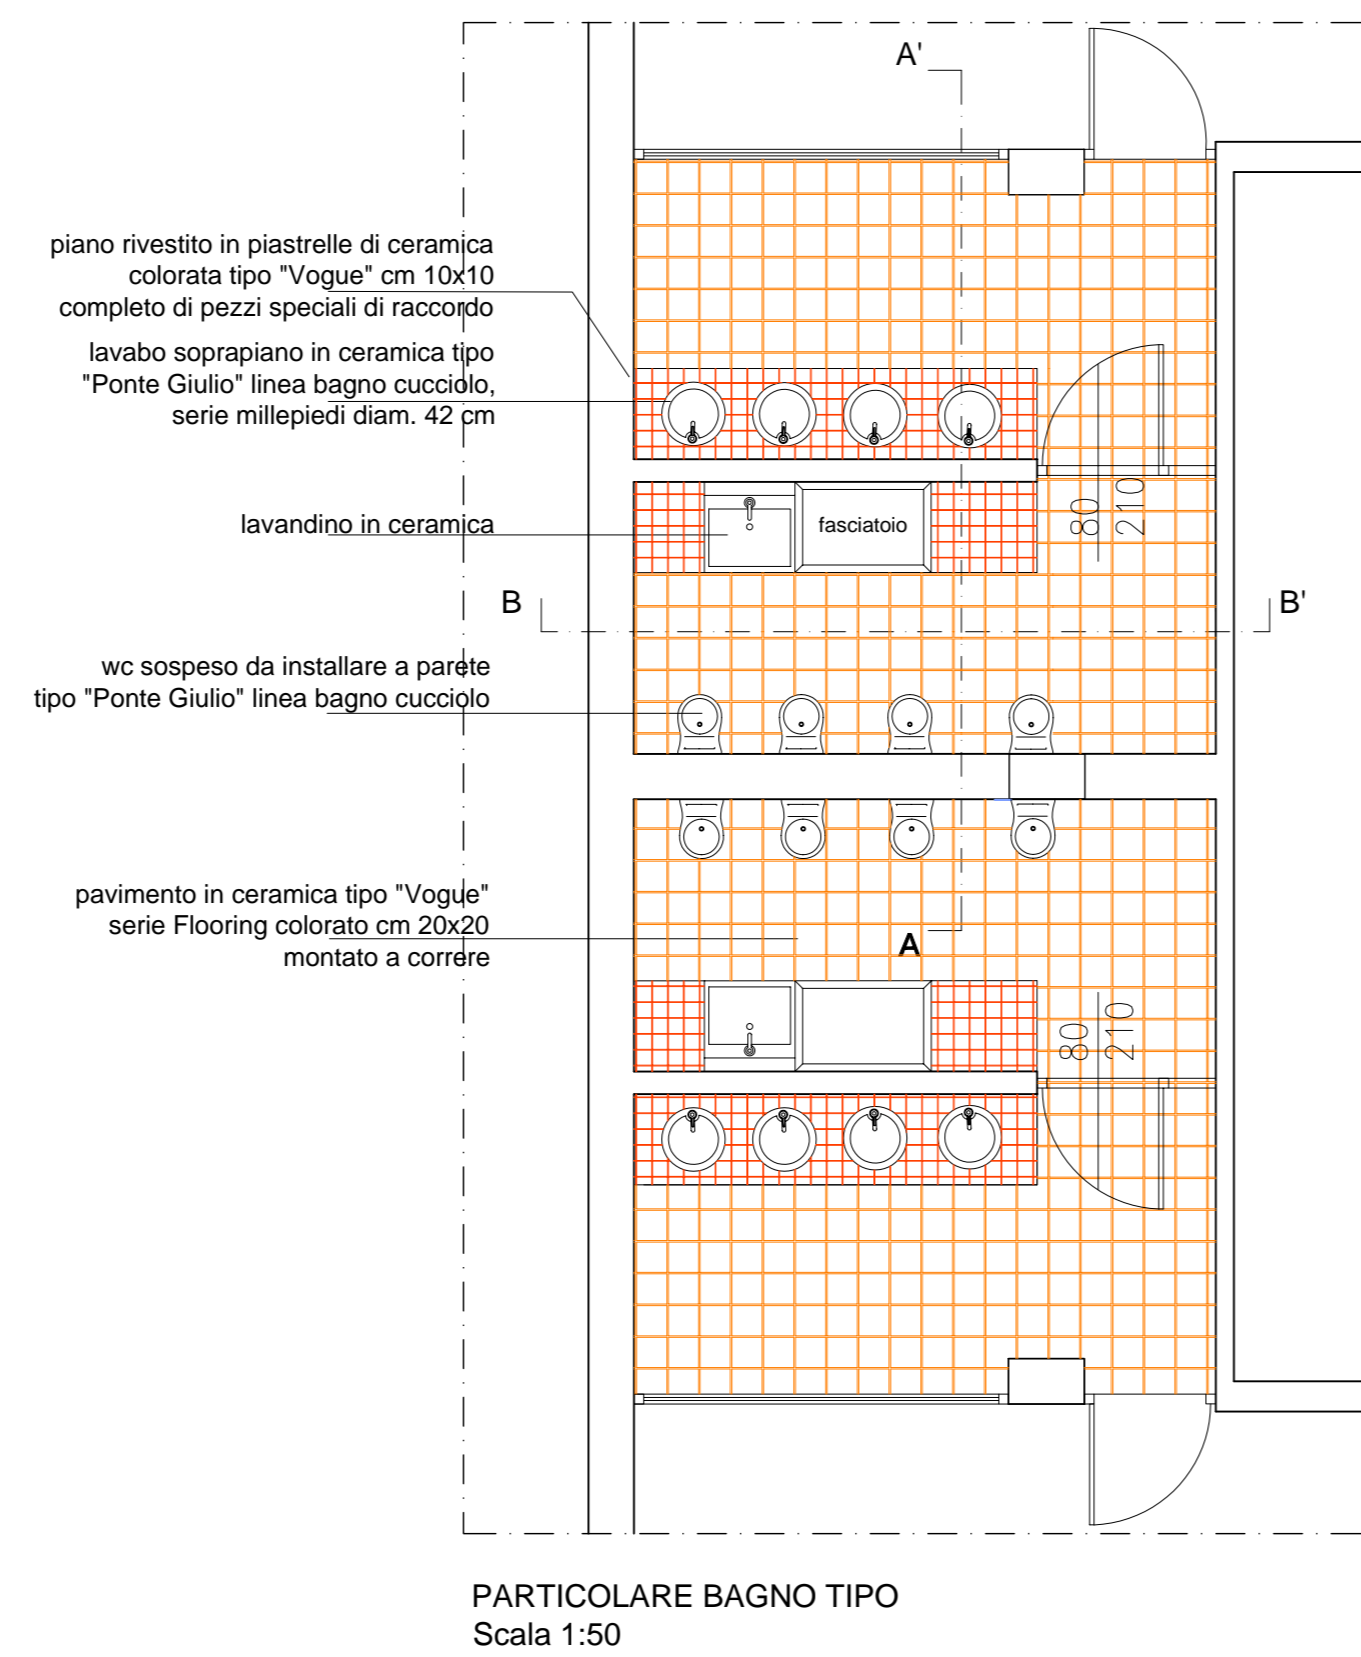 A'
piano rivestito in piastrelle di ceramica
colorata tipo "Vogue" cm 10x10
completo di pezzi speciali di raccordo
lavabo soprapiano in ceramica tipo
"Ponte Giulio" linea bagno cucciolo,
serie millepiedi diam. 42 cm
lavandino in ceramica
fasciatoio
80
210
B
B'
wc sospeso da installare a parete
tipo "Ponte Giulio" linea bagno cucciolo
pavimento in ceramica tipo "Vogue"
serie Flooring colorato cm 20x20
montato a correre
A
80
210
PARTICOLARE BAGNO TIPO
Scala 1:50